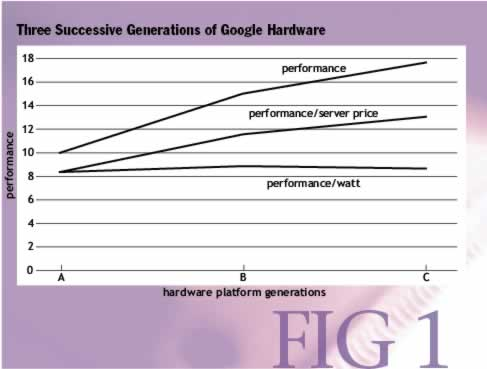 Three Successive Generations of Google Hardware
18
16
14
12
10
8
6
4
2
0
performance
performance
performance/server price
performance/watt
A B C
hardware platform generations
FIG 1